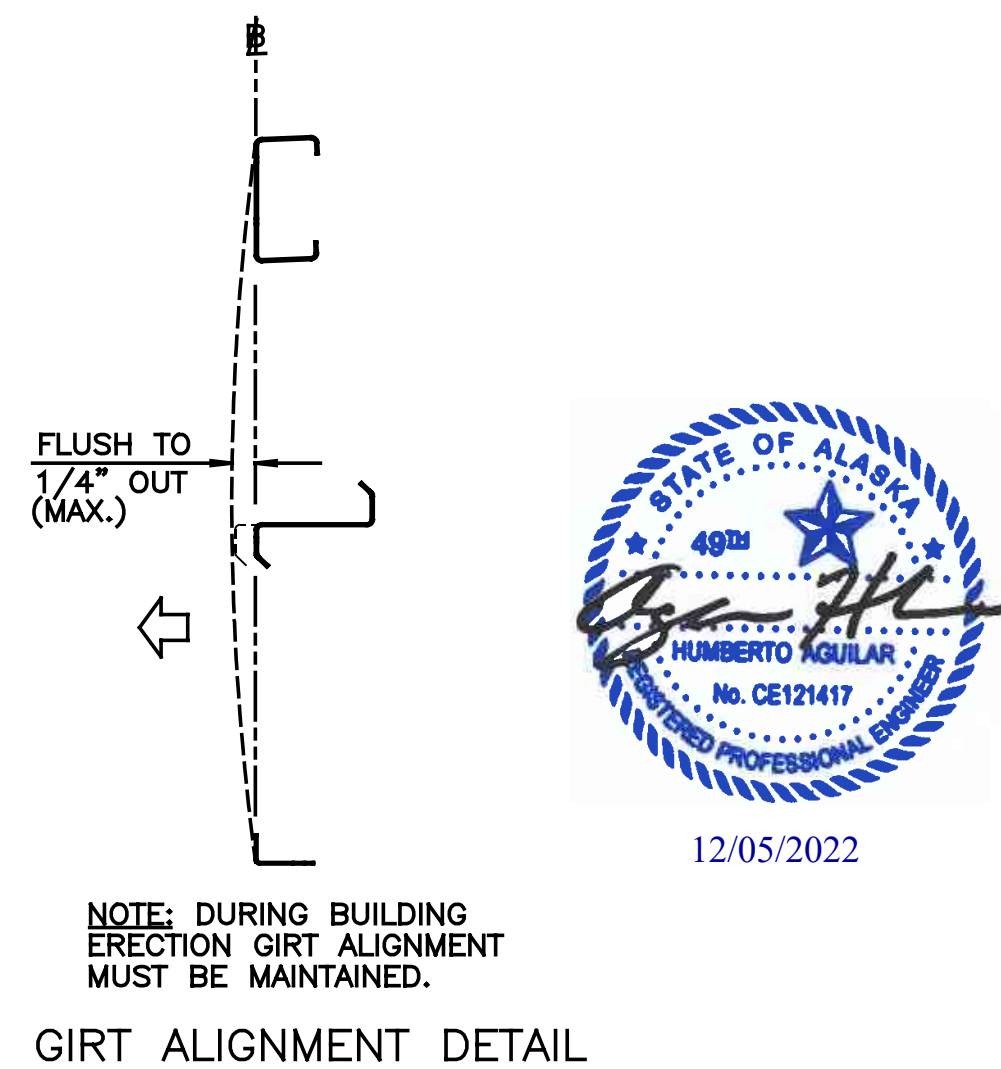 FLUSH TO
1/4" OUT
(MAX.)
NOTE: DURING BUILDING
ERECTION GIRT ALIGNMENT
MUST BE MAINTAINED.
GIRT ALIGNMENT DETAIL
STATE OF ALASKA
49TH
HUMBERTO AGUILAR
No. CE121417
REGISTERED PROFESSIONAL ENGINEER
12/05/2022